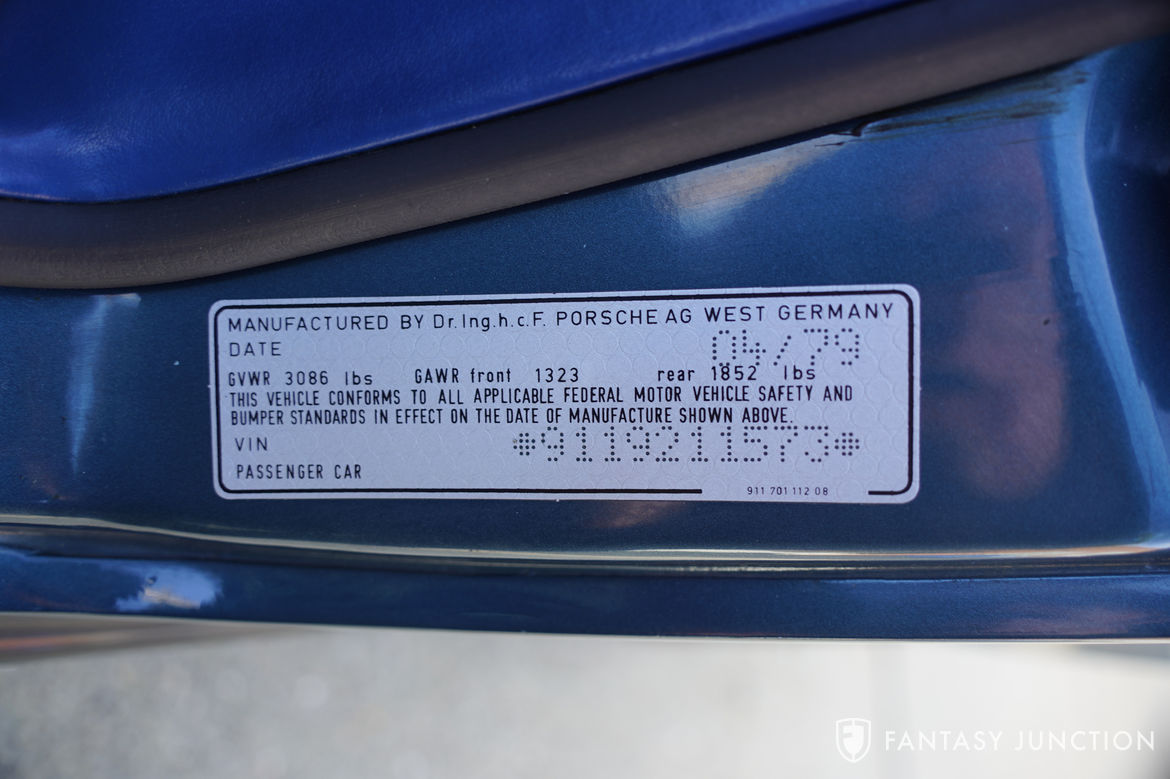 MANUFACTURED BY Dr.Ing.h.c.F. PORSCHE AG WEST GERMANY
DATE 04/79
GVWR 3086 lbs GAWR front 1323 rear 1852 lbs
THIS VEHICLE CONFORMS TO ALL APPLICABLE FEDERAL MOTOR VEHICLE SAFETY AND
BUMPER STANDARDS IN EFFECT ON THE DATE OF MANUFACTURE SHOWN ABOVE.
VIN *9119211573*
PASSENGER CAR
911 701 112 08
FANTASY JUNCTION